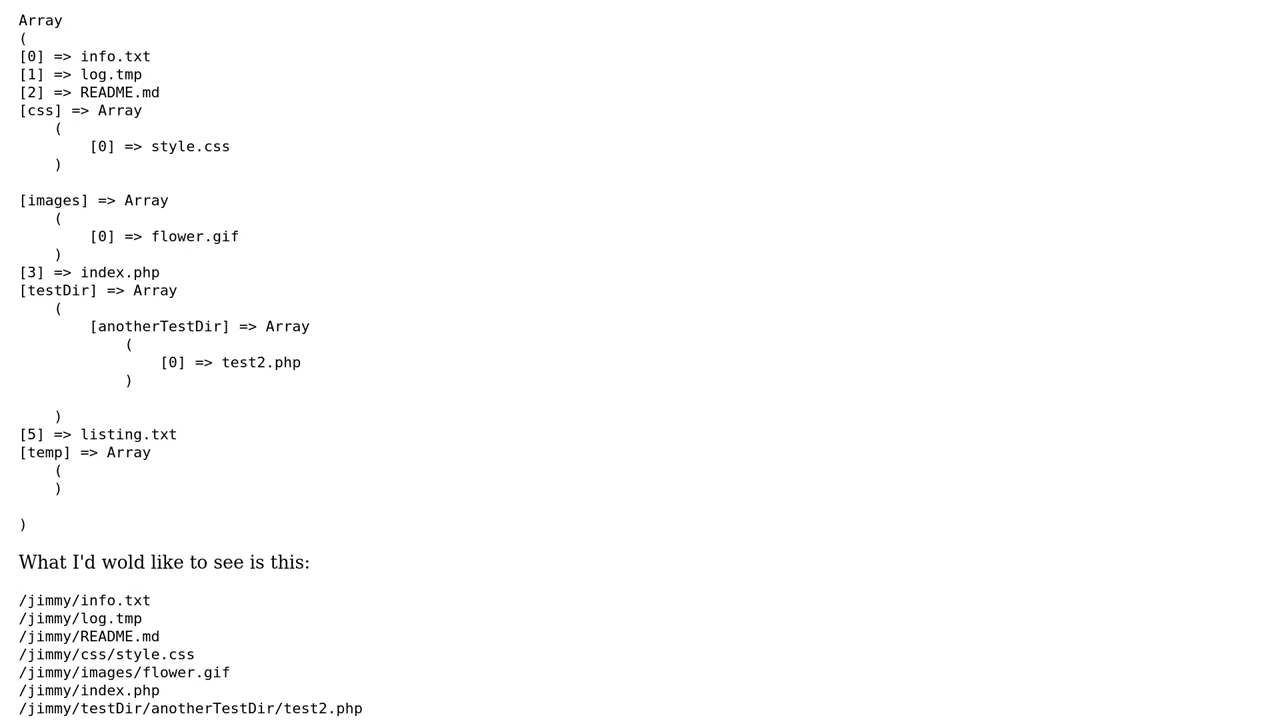 Array
(
[0] => info.txt
[1] => log.tmp
[2] => README.md
[css] => Array
    (
        [0] => style.css
    )

[images] => Array
    (
        [0] => flower.gif
    )
[3] => index.php
[testDir] => Array
    (
        [anotherTestDir] => Array
            (
                [0] => test2.php
            )

    )
[5] => listing.txt
[temp] => Array
    (
    )

)
What I'd wold like to see is this:
/jimmy/info.txt
/jimmy/log.tmp
/jimmy/README.md
/jimmy/css/style.css
/jimmy/images/flower.gif
/jimmy/index.php
/jimmy/testDir/anotherTestDir/test2.php